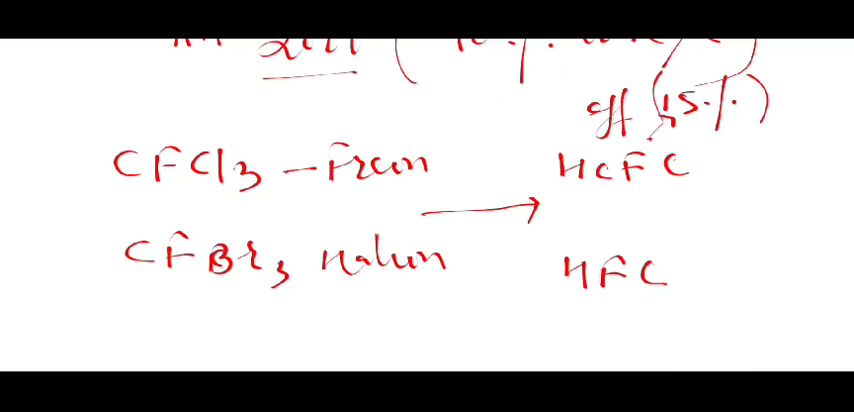 eff (15%)
CFCl3 - Freon HCFC
CFBr3 Halon HFC